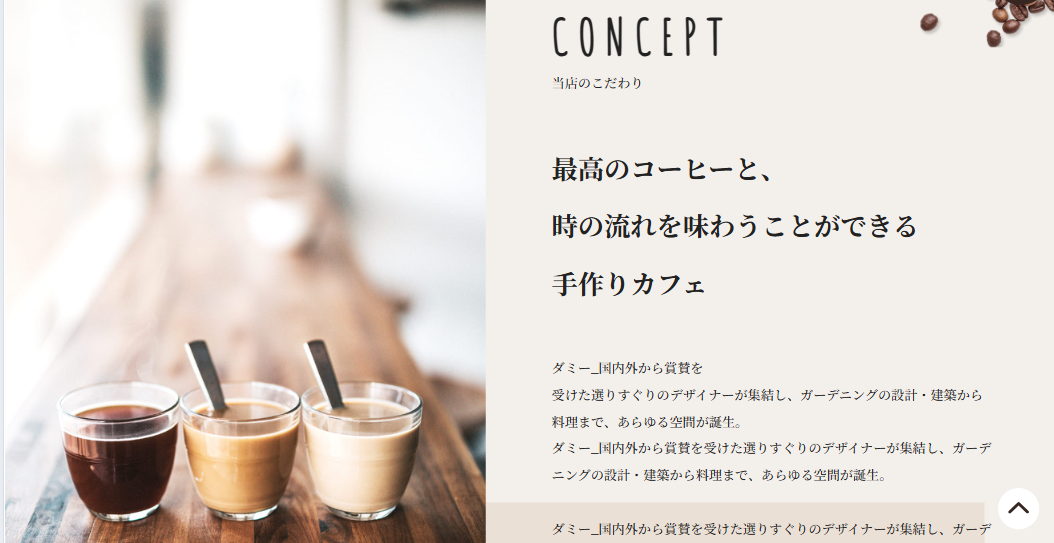 CONCEPT
当店のこだわり
最高のコーヒーと、
時の流れを味わうことができる
手作りカフェ
ダミー_国内外から賞賛を
受けた選りすぐりのデザイナーが集結し、ガーデニングの設計・建築から
料理まで、あらゆる空間が誕生。
ダミー_国内外から賞賛を受けた選りすぐりのデザイナーが集結し、ガーデ
ニングの設計・建築から料理まで、あらゆる空間が誕生。
ダミー_国内外から賞賛を受けた選りすぐりのデザイナーが集結し、ガーデ